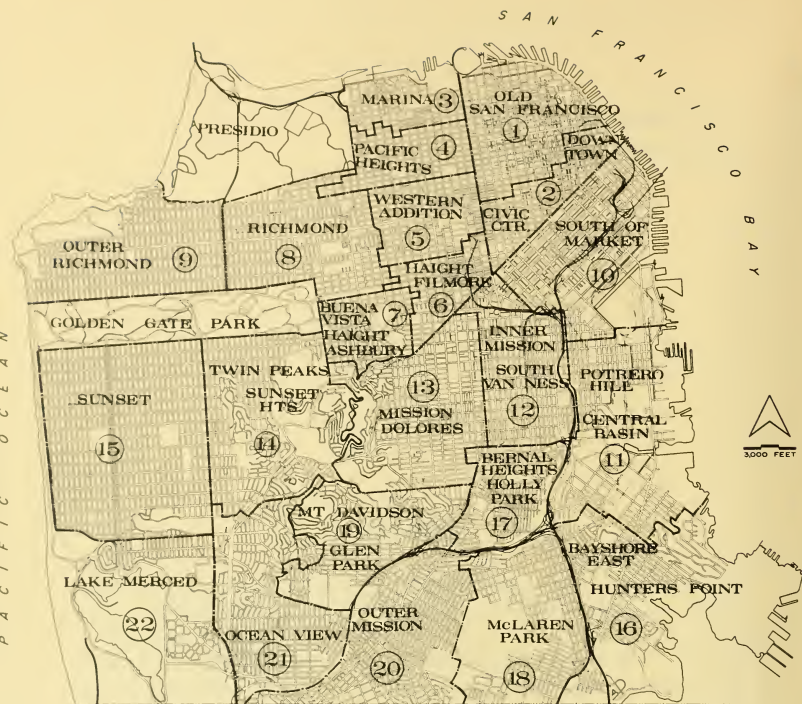 SAN FRANCISCO BAY
MARINA 3
OLD
SAN FRANCISCO
1
PRESIDIO
PACIFIC
HEIGHTS
4
DOWN
TOWN
2
WESTERN
ADDITION
5
CIVIC
CTR.
SOUTH OF
MARKET
10
RICHMOND
8
OUTER
RICHMOND
9
HAIGHT
FILMORE
6
GOLDEN GATE PARK
BUENA
VISTA
HAIGHT
ASHBURY
7
INNER
MISSION
SOUTH
VAN NESS
12
POTRERO
HILL
CENTRAL
BASIN
11
TWIN PEAKS
SUNSET
HTS.
14
13
MISSION
DOLORES
SUNSET
15
3,000 FEET
PACIFIC OCEAN
BERNAL
HEIGHTS
HOLLY
PARK
17
MT DAVIDSON
19
GLEN
PARK
BAYSHORE
EAST
HUNTERS POINT
16
LAKE MERCED
22
OCEAN VIEW
21
OUTER
MISSION
20
McLAREN
PARK
18